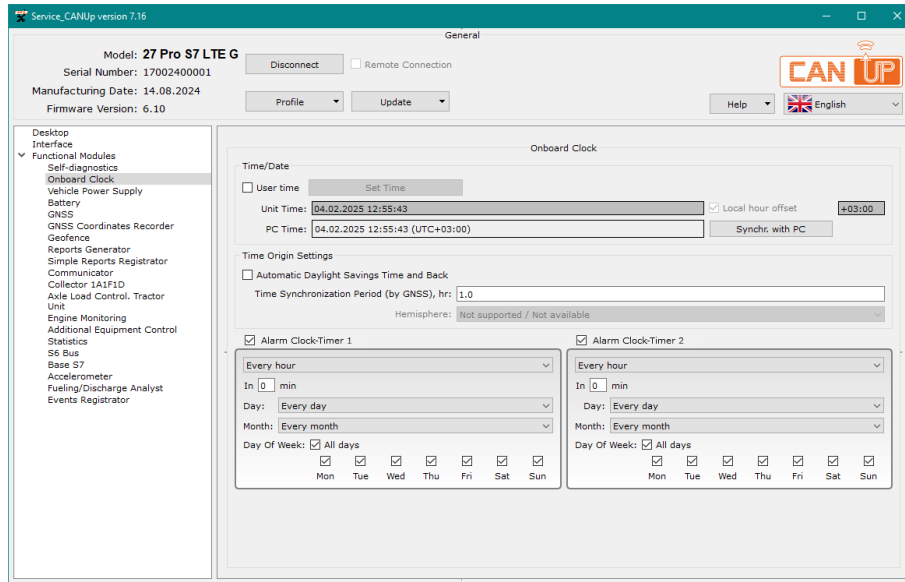 Service_CANUp version 7.16
General
Model: 27 Pro S7 LTE G
Serial Number: 17002400001
Manufacturing Date: 14.08.2024
Firmware Version: 6.10
Disconnect
Remote Connection
Profile
Update
Help
English
CAN UP
Desktop
Interface
Functional Modules
Self-diagnostics
Onboard Clock
Vehicle Power Supply
Battery
GNSS
GNSS Coordinates Recorder
Geofence
Reports Generator
Simple Reports Registrator
Communicator
Collector 1A1F1D
Axle Load Control. Tractor
Unit
Engine Monitoring
Additional Equipment Control
Statistics
S6 Bus
Base S7
Accelerometer
Fueling/Discharge Analyst
Events Registrator
Onboard Clock
Time/Date
User time
Set Time
Unit Time: 04.02.2025 12:55:43
Local hour offset
+03:00
PC Time: 04.02.2025 12:55:43 (UTC+03:00)
Synchr. with PC
Time Origin Settings
Automatic Daylight Savings Time and Back
Time Synchronization Period (by GNSS), hr: 1.0
Hemisphere: Not supported / Not available
Alarm Clock-Timer 1
Every hour
In 0 min
Day: Every day
Month: Every month
Day Of Week: All days
Mon Tue Wed Thu Fri Sat Sun
Alarm Clock-Timer 2
Every hour
In 0 min
Day: Every day
Month: Every month
Day Of Week: All days
Mon Tue Wed Thu Fri Sat Sun